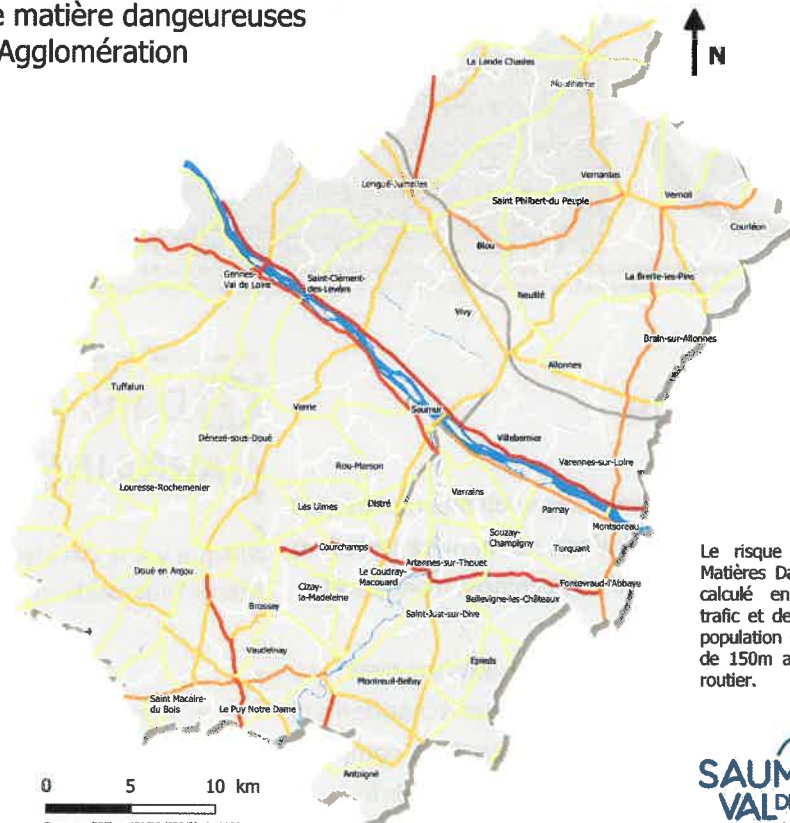 e matière dangeureuses
Agglomération
N
La Lande Chasles
Mouliherne
Longué-Jumelles
Vernantes
Saint Philbert-du Peuple
Vernoil
Courléon
Blou
Gennes-
Val de Loire
Saint-Clément-
des-Levées
La Breille-les-Pins
Neuillé
Vivy
Brain-sur-Allonnes
Allonnes
Tuffalun
Verrie
Saumur
Dénezé-sous-Doué
Villebernier
Rou-Marson
Varennes-sur-Loire
Louresse-Rochemenier
Varrains
Les Ulmes
Distré
Parnay
Montsoreau
Souzay-
Champigny
Turquant
Courchamps
Artannes-sur-Thouet
Doué en Anjou
Le Coudray-
Macouard
Fontevraud-l'Abbaye
Cizay-
la-Madeleine
Bellevigne-les-Châteaux
Brossay
Saint-Just-sur-Dive
Vaudelnay
Epieds
Montreuil-Bellay
Saint Macaire-
du Bois
Le Puy Notre Dame
Antoigné
Le risque
Matières Da
calculé en
trafic et de
population
de 150m a
routier.
0 5 10 km
SAUM
VAL DE